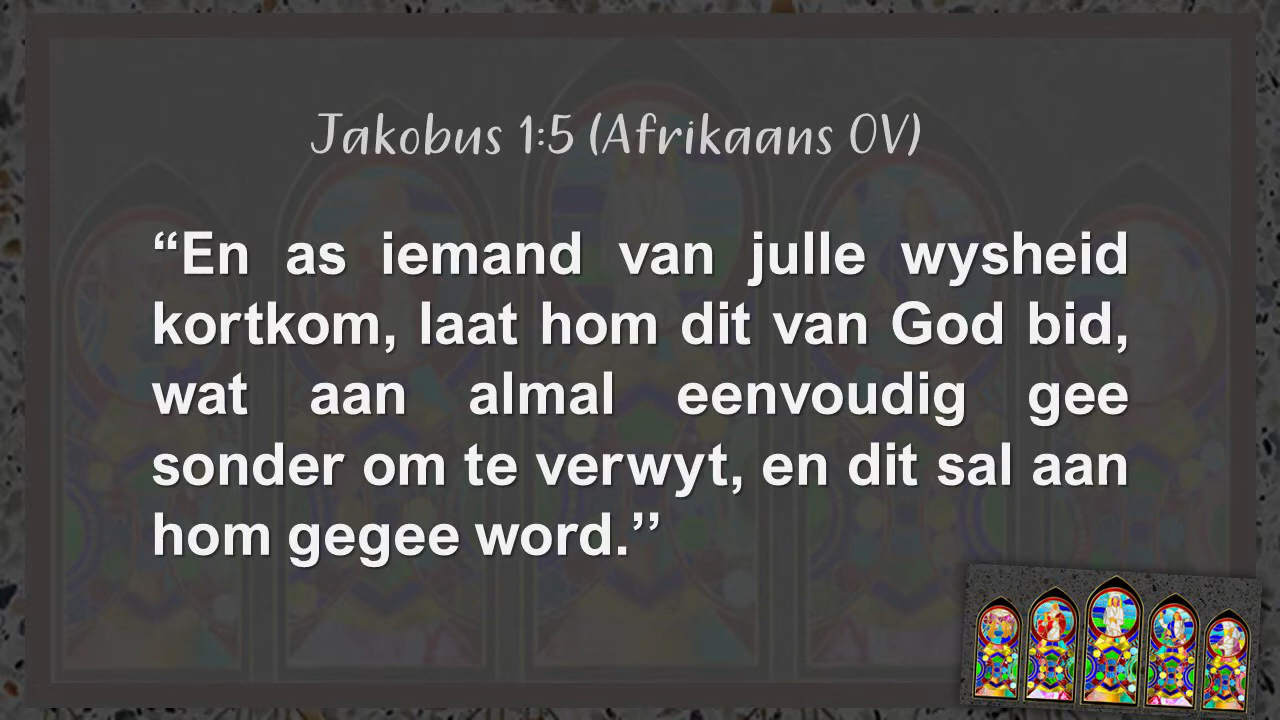 Jakobus 1:5 (Afrikaans OV)
“En as iemand van julle wysheid
kortkom, laat hom dit van God bid,
wat aan almal eenvoudig gee
sonder om te verwyt, en dit sal aan
hom gegee word.’’